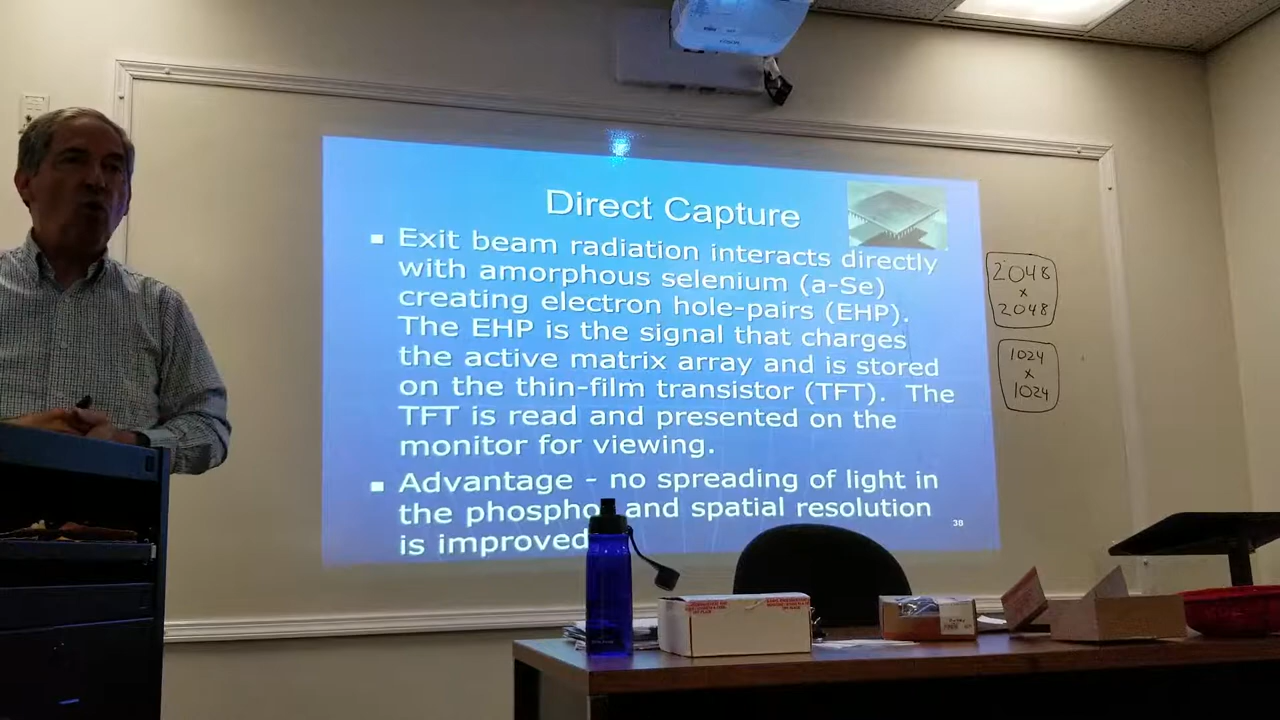 Direct Capture
Exit beam radiation interacts directly
with amorphous selenium (a-Se)
creating electron hole-pairs (EHP).
The EHP is the signal that charges
the active matrix array and is stored
on the thin-film transistor (TFT). The
TFT is read and presented on the
monitor for viewing.
Advantage - no spreading of light in
the phospho and spatial resolution
is improved
38
2048
x
2048
1024
x
1024